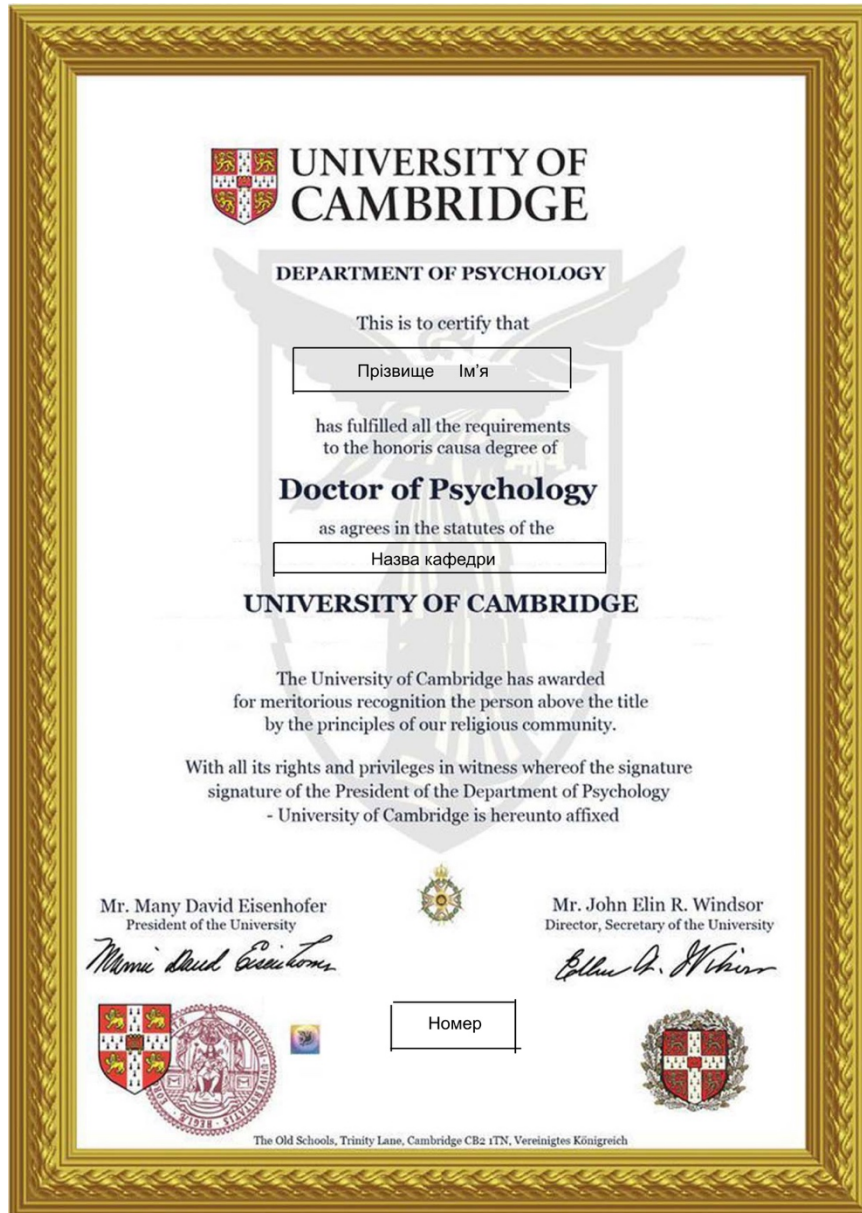 UNIVERSITY OF
CAMBRIDGE
DEPARTMENT OF PSYCHOLOGY
This is to certify that
Прізвище Ім'я
has fulfilled all the requirements
to the honoris causa degree of
Doctor of Psychology
as agrees in the statutes of the
Назва кафедри
UNIVERSITY OF CAMBRIDGE
The University of Cambridge has awarded
for meritorious recognition the person above the title
by the principles of our religious community.
With all its rights and privileges in witness whereof the signature
signature of the President of the Department of Psychology
- University of Cambridge is hereunto affixed
Mr. Many David Eisenhofer
President of the University
Mr. John Elin R. Windsor
Director, Secretary of the University
Номер
The Old Schools, Trinity Lane, Cambridge CB2 1TN, Vereinigtes Königreich